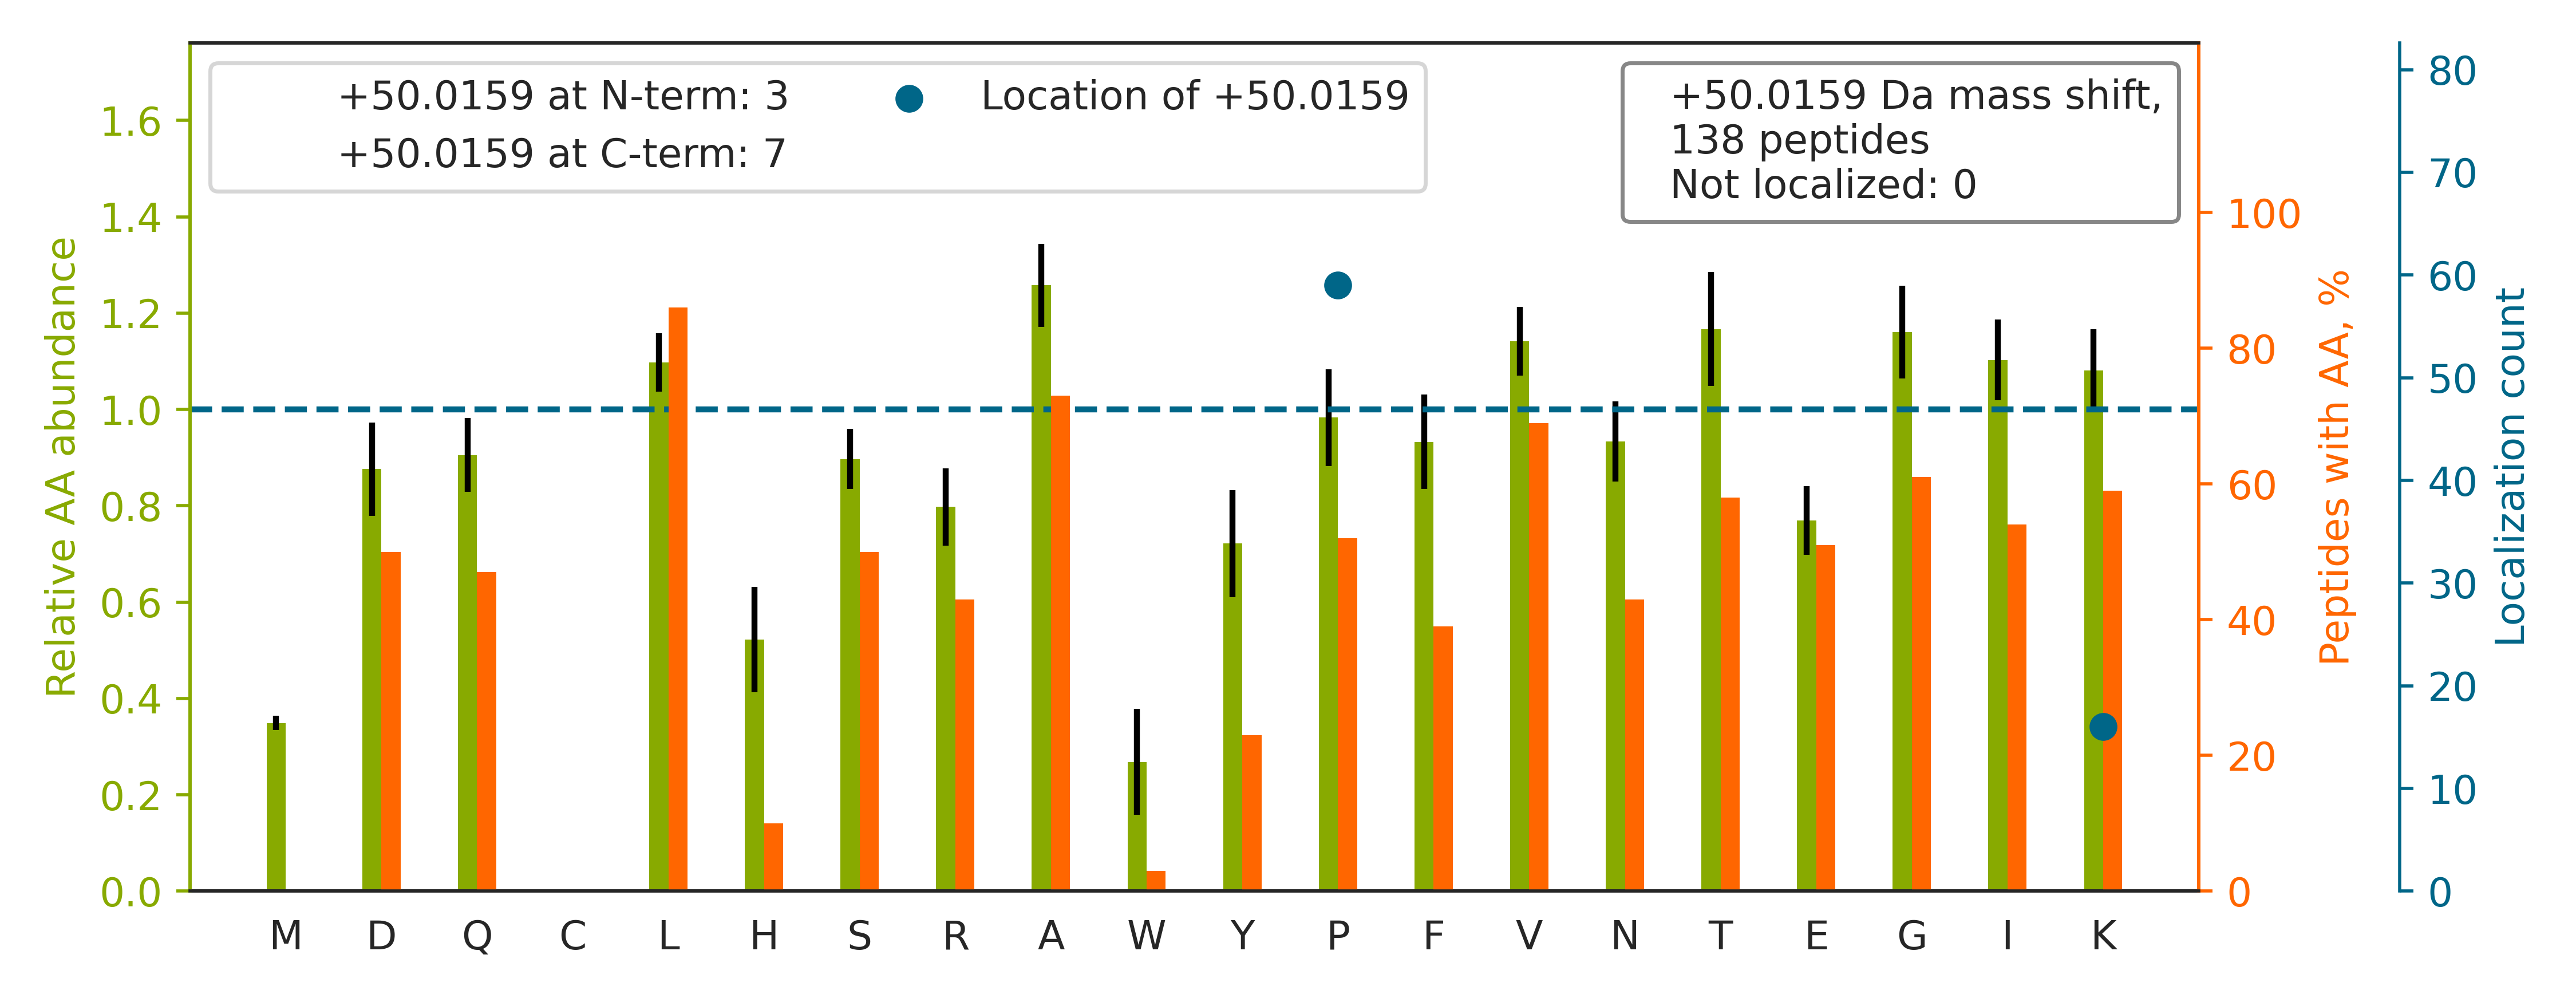 +50.0159 at N-term: 3
+50.0159 at C-term: 7
Location of +50.0159
+50.0159 Da mass shift,
138 peptides
Not localized: 0
Relative AA abundance
1.6
1.4
1.2
1.0
0.8
0.6
0.4
0.2
0.0
M D Q C L H S R A W Y P F V N T E G I K
100
80
60
40
20
0
Peptides with AA, %
80
70
60
50
40
30
20
10
0
Localization count